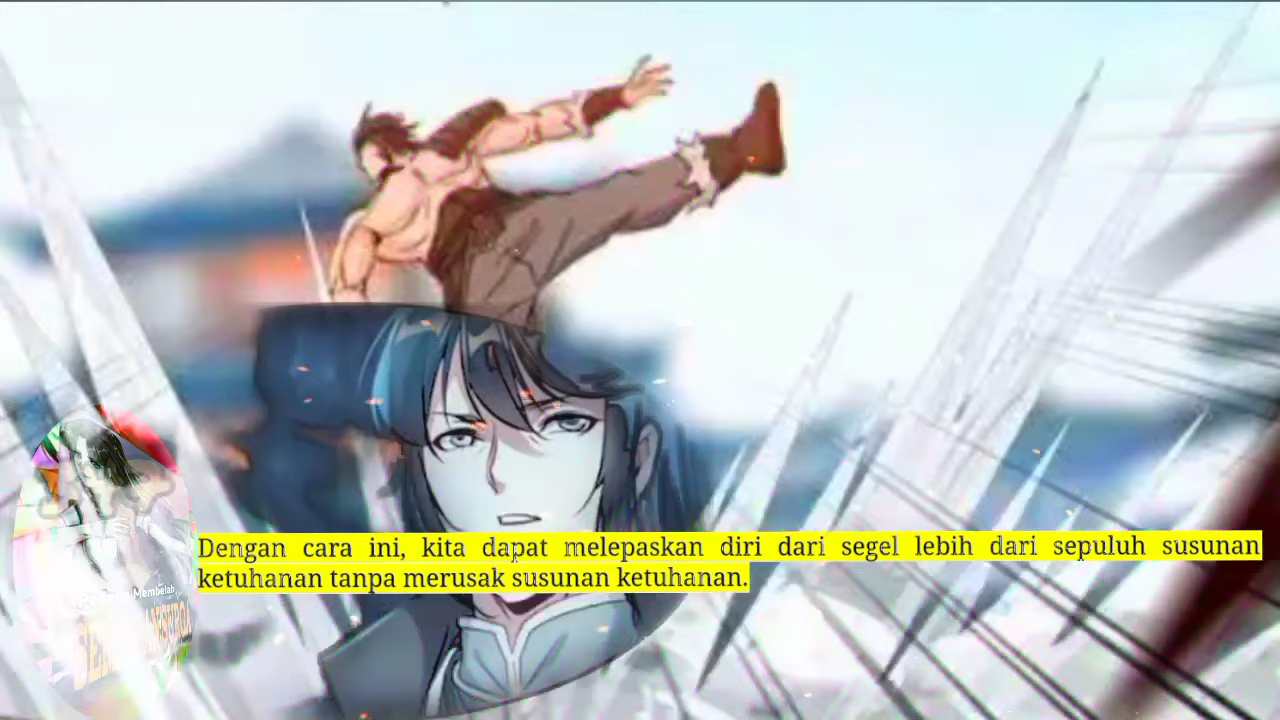 Dengan cara ini, kita dapat melepaskan diri dari segel lebih dari sepuluh susunan
ketuhanan tanpa merusak susunan ketuhanan.
Membelah